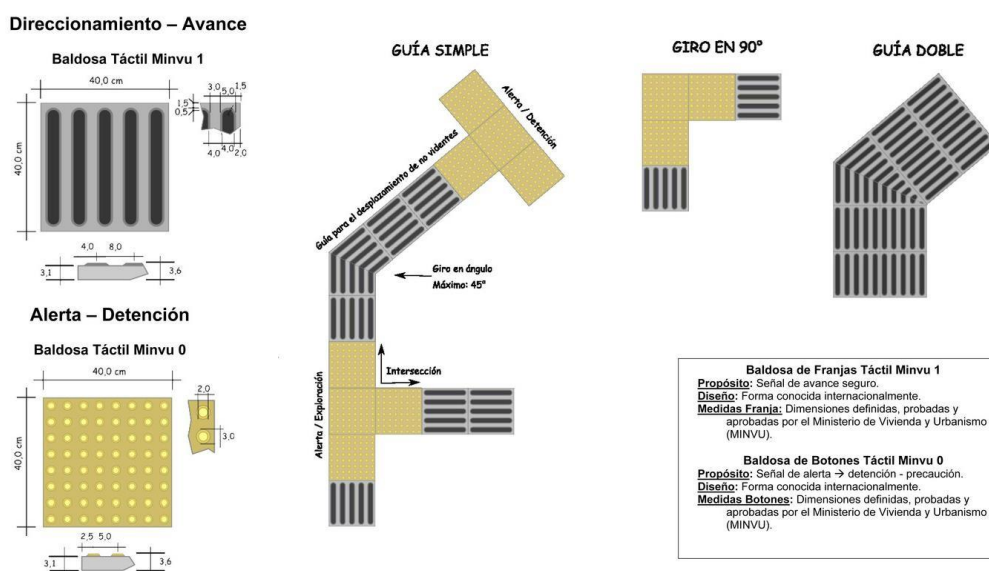 Direccionamiento – Avance
Baldosa Táctil Minvu 1
40,0 cm
40,0 cm
3,0 5,0 1,5
1,5
0,5
4,0 4,0 2,0
4,0 8,0
3,1
3,6
Alerta – Detención
Baldosa Táctil Minvu 0
40,0 cm
40,0 cm
2,0
3,0
2,5 5,0
3,1
3,6
GUÍA SIMPLE
Alerta / Detención
Guía para el desplazamiento de no videntes
Giro en ángulo
Máximo: 45°
Intersección
Alerta / Exploración
GIRO EN 90°
GUÍA DOBLE
Baldosa de Franjas Táctil Minvu 1
Propósito: Señal de avance seguro.
Diseño: Forma conocida internacionalmente.
Medidas Franja: Dimensiones definidas, probadas y
aprobadas por el Ministerio de Vivienda y Urbanismo
(MINVU).
Baldosa de Botones Táctil Minvu 0
Propósito: Señal de alerta → detención - precaución.
Diseño: Forma conocida internacionalmente.
Medidas Botones: Dimensiones definidas, probadas y
aprobadas por el Ministerio de Vivienda y Urbanismo
(MINVU).